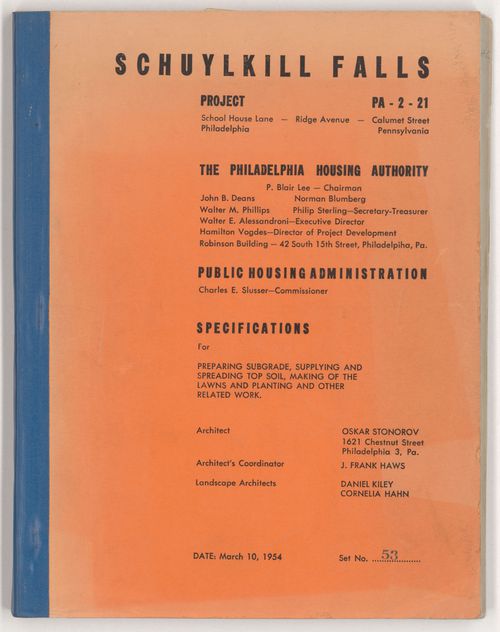 SCHUYLKILL FALLS
PROJECT PA - 2 - 21
School House Lane — Ridge Avenue — Calumet Street
Philadelphia Pennsylvania
THE PHILADELPHIA HOUSING AUTHORITY
P. Blair Lee — Chairman
John B. Deans Norman Blumberg
Walter M. Phillips Philip Sterling—Secretary-Treasurer
Walter E. Alessandroni—Executive Director
Hamilton Vogdes—Director of Project Development
Robinson Building — 42 South 15th Street, Philadelpiha, Pa.
PUBLIC HOUSING ADMINISTRATION
Charles E. Slusser—Commissioner
SPECIFICATIONS
For
PREPARING SUBGRADE, SUPPLYING AND
SPREADING TOP SOIL, MAKING OF THE
LAWNS AND PLANTING AND OTHER
RELATED WORK.
Architect OSKAR STONOROV
1621 Chestnut Street
Philadelphia 3, Pa.
Architect's Coordinator J. FRANK HAWS
Landscape Architects DANIEL KILEY
CORNELIA HAHN
DATE: March 10, 1954 Set No. 53